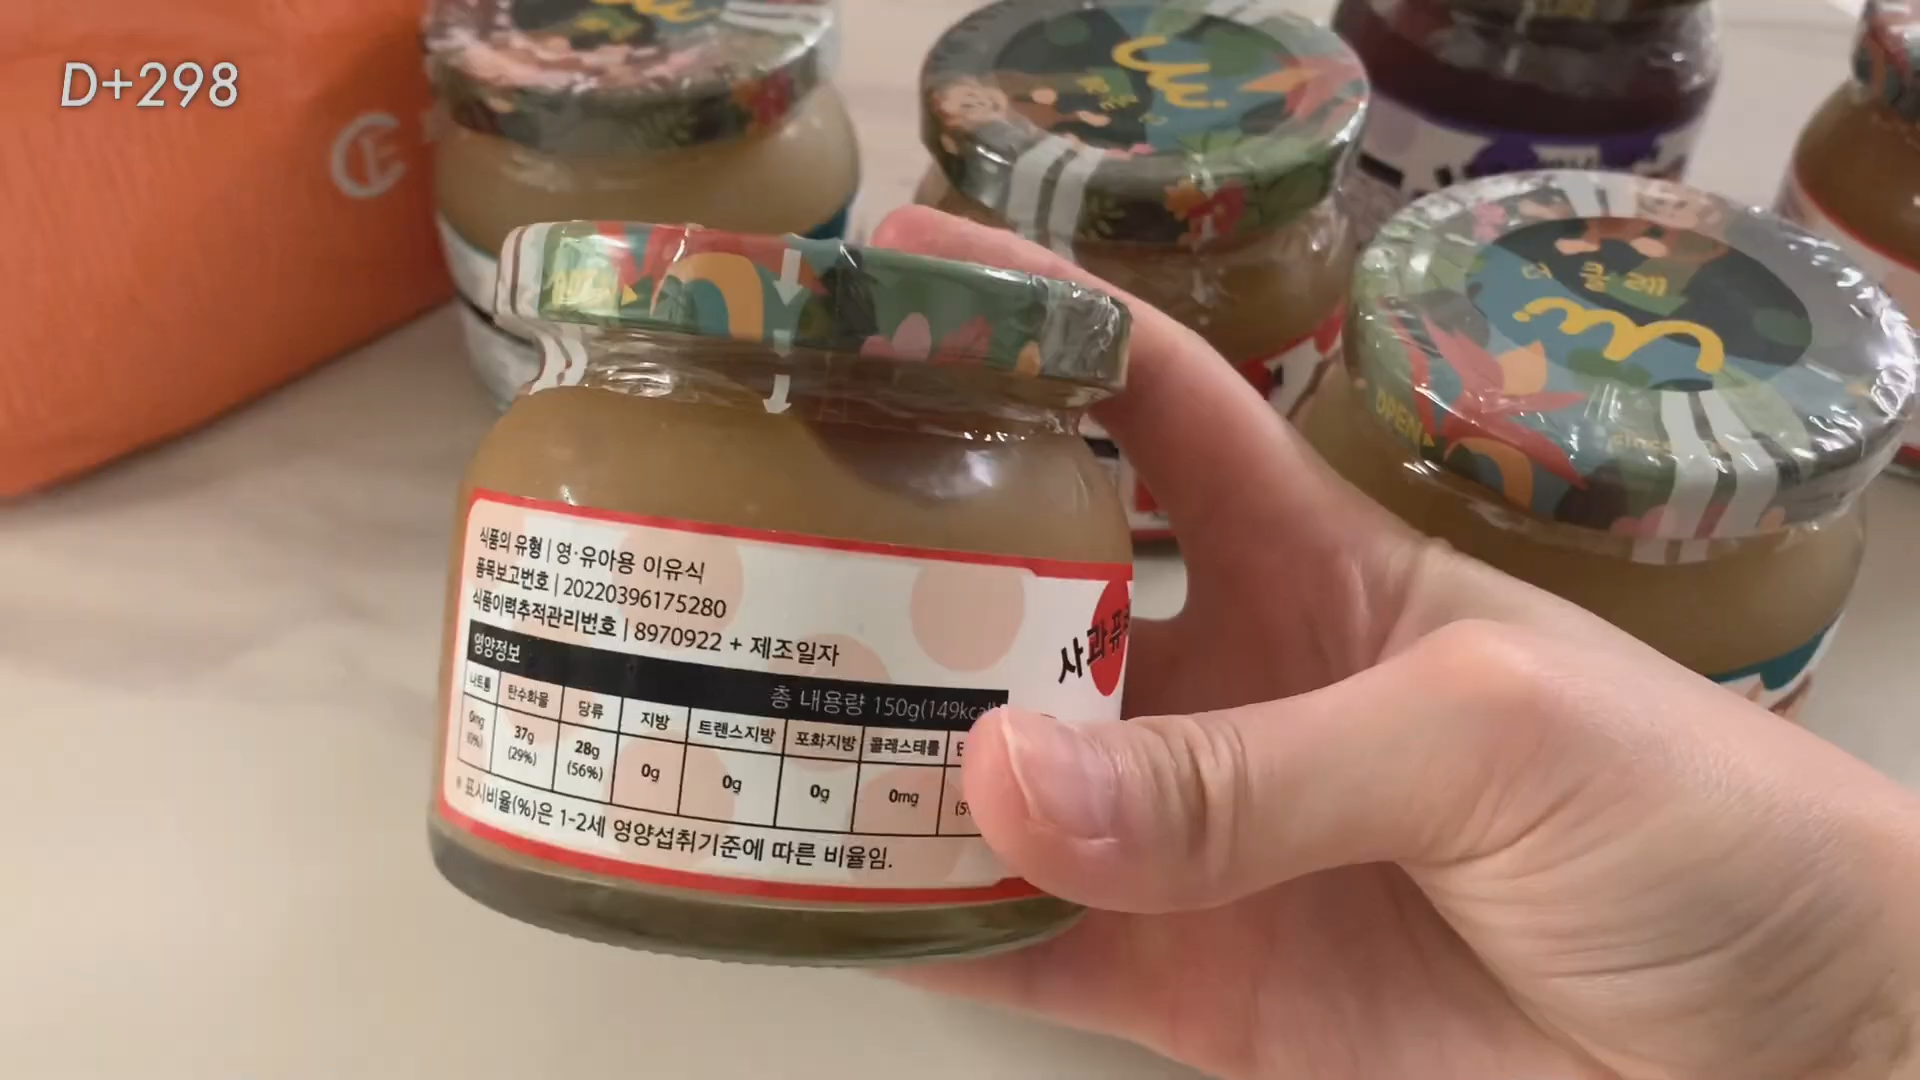 D+298
더 클래
OPEN
식품의 유형 | 영·유아용 이유식
품목보고번호 | 20220396175280
식품이력추적관리번호 | 8970922 + 제조일자
사과퓨
영양정보
총 내용량 150g(149kcal)
나트륨 탄수화물 당류 지방 트랜스지방 포화지방 콜레스테롤
0mg 37g 28g 0g 0g 0g 0mg
(0%) (29%) (56%)
※ 표시비율(%)은 1-2세 영양섭취기준에 따른 비율임.